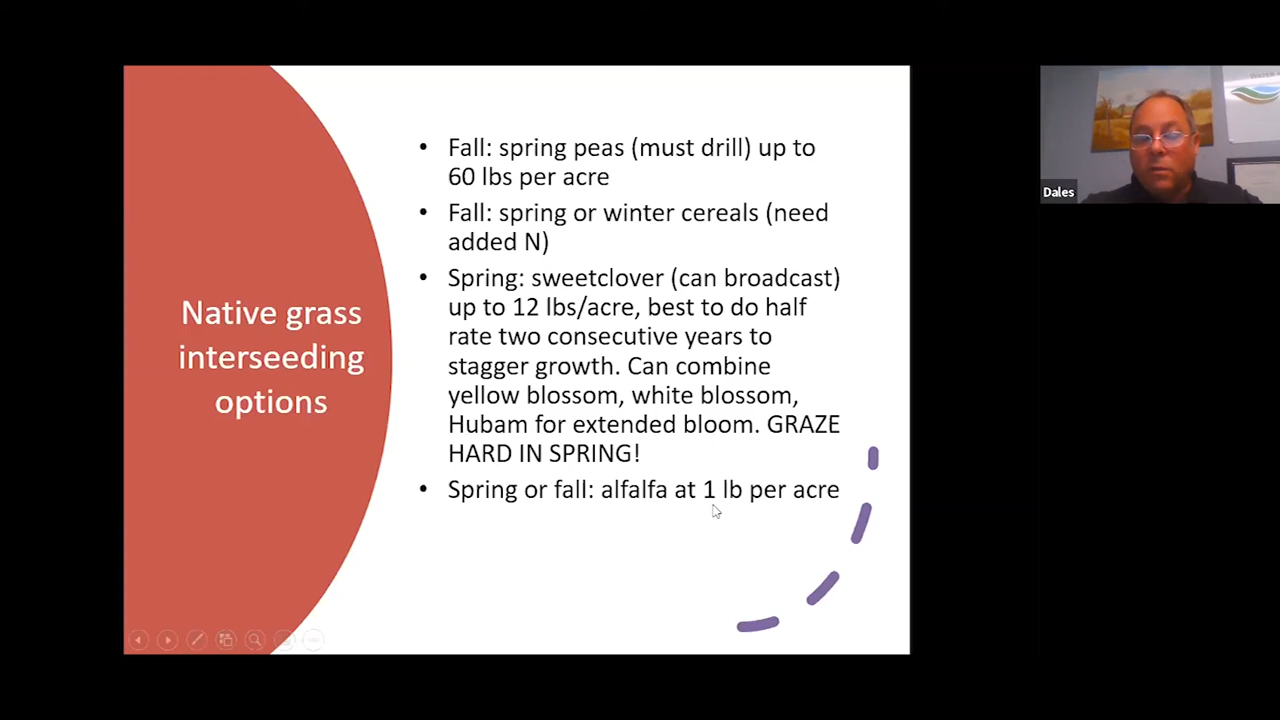 Native grass
interseeding
options
• Fall: spring peas (must drill) up to
60 lbs per acre
• Fall: spring or winter cereals (need
added N)
• Spring: sweetclover (can broadcast)
up to 12 lbs/acre, best to do half
rate two consecutive years to
stagger growth. Can combine
yellow blossom, white blossom,
Hubam for extended bloom. GRAZE
HARD IN SPRING!
• Spring or fall: alfalfa at 1 lb per acre
Dales